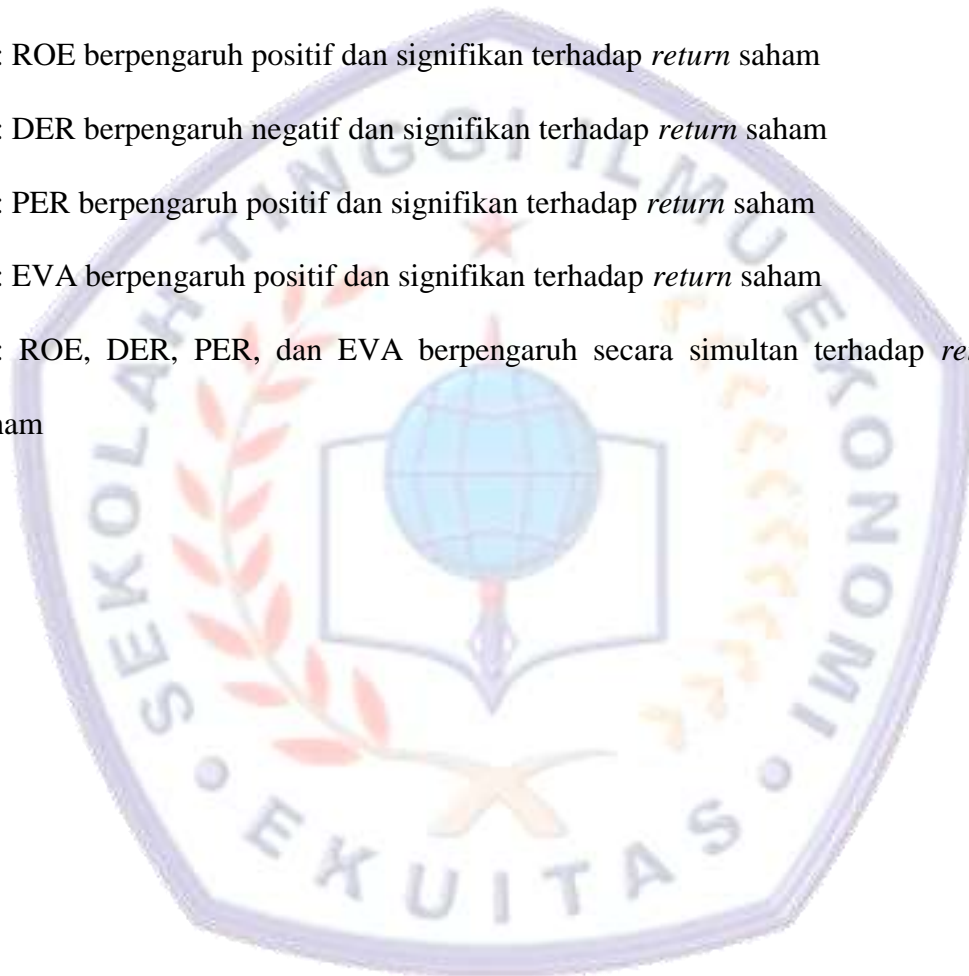 : ROE berpengaruh positif dan signifikan terhadap return saham
: DER berpengaruh negatif dan signifikan terhadap return saham
: PER berpengaruh positif dan signifikan terhadap return saham
: EVA berpengaruh positif dan signifikan terhadap return saham
: ROE, DER, PER, dan EVA berpengaruh secara simultan terhadap
SEKOLAH TINGGI ILMU EKONOMI
EKUITAS